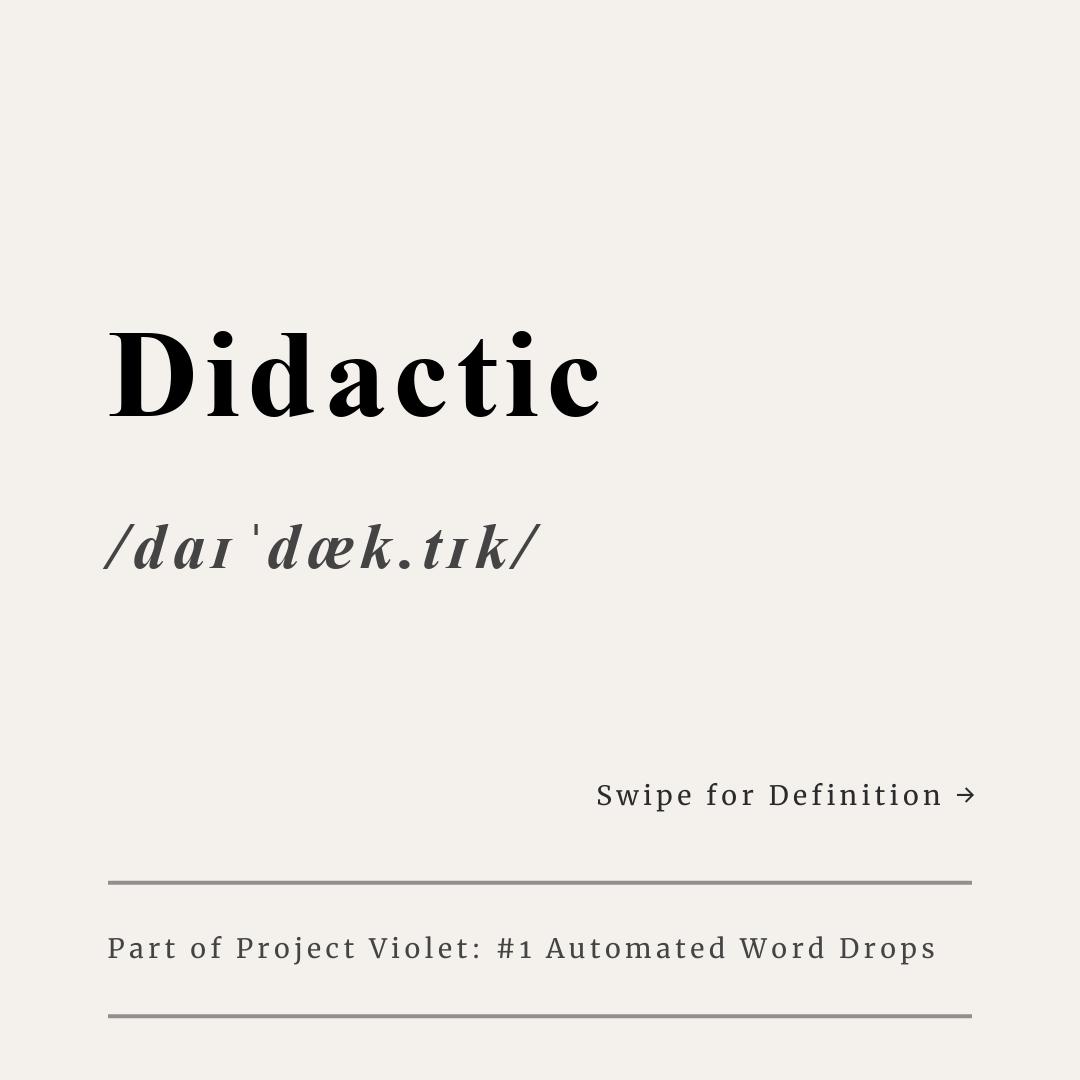 Didactic
/daɪˈdæk.tɪk/
Swipe for Definition →
Part of Project Violet: #1 Automated Word Drops